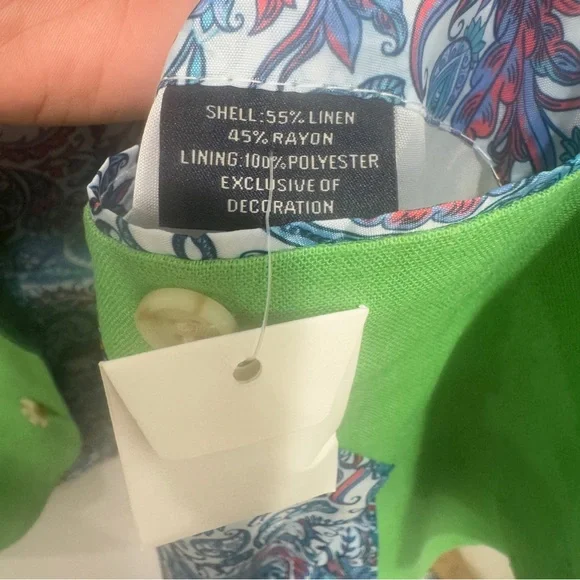 SHELL:55% LINEN
45% RAYON
LINING:100% POLYESTER
EXCLUSIVE OF
DECORATION